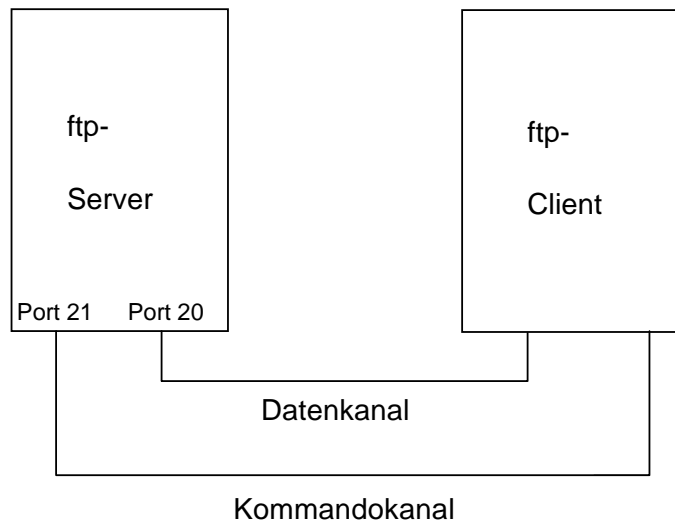 ftp-
Server
Port 21
Port 20
ftp-
Client
Datenkanal
Kommandokanal